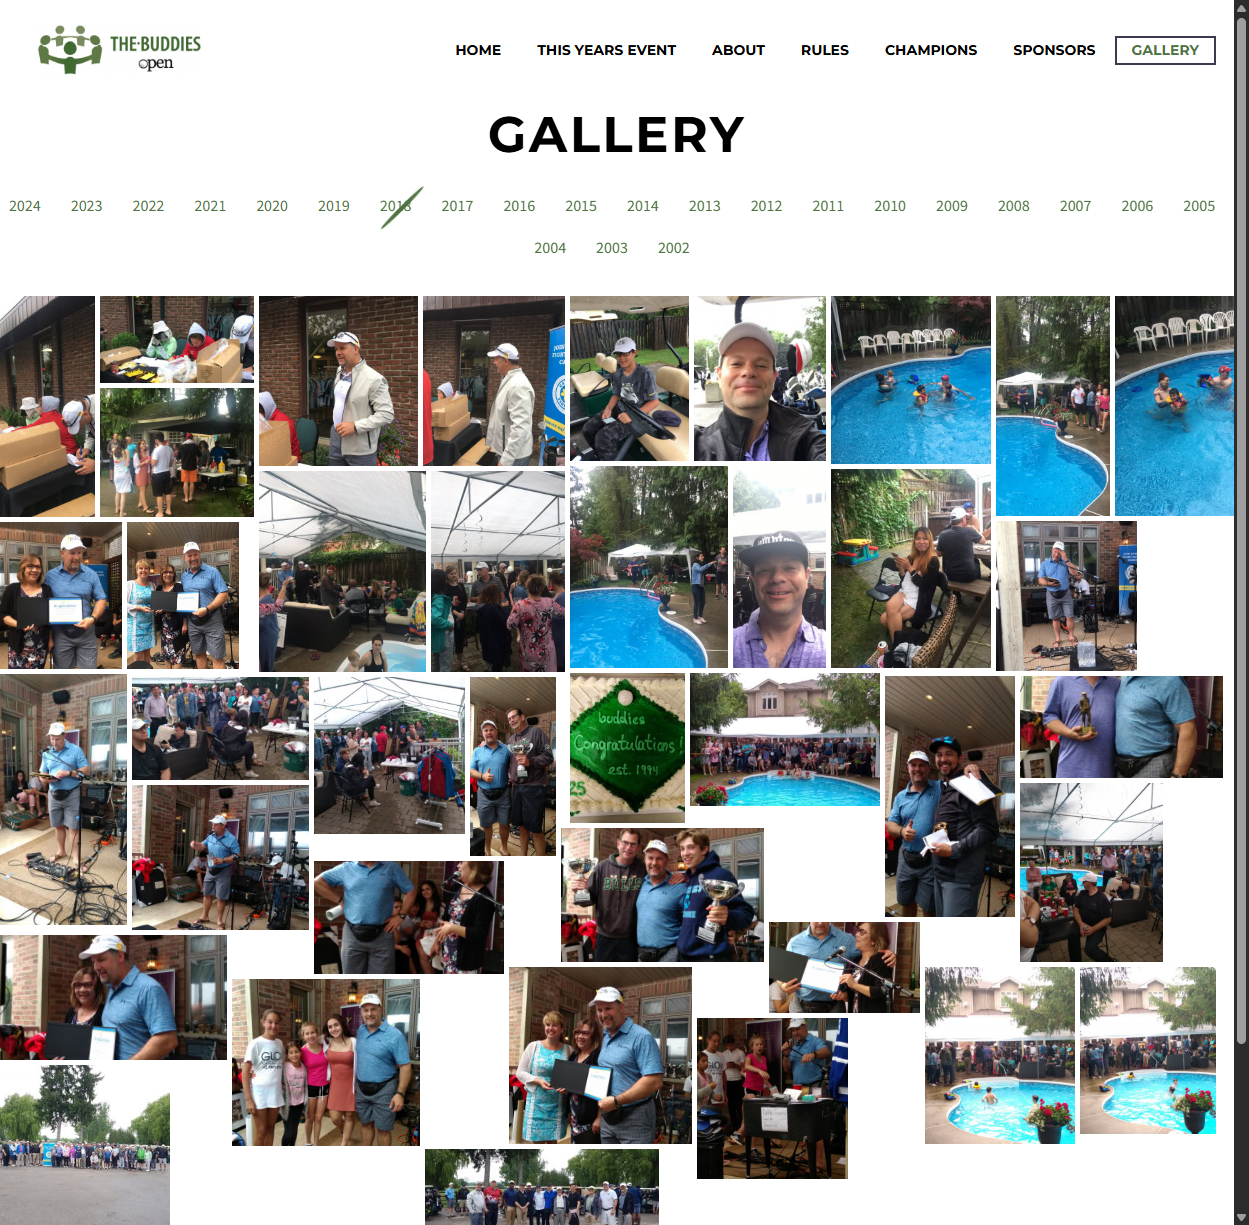 THE·BUDDIES
open
HOME THIS YEARS EVENT ABOUT RULES CHAMPIONS SPONSORS GALLERY
GALLERY
2024 2023 2022 2021 2020 2019 2018 2017 2016 2015 2014 2013 2012 2011 2010 2009 2008 2007 2006 2005
2004 2003 2002
buddies
Congratulations!
est. 1994
25